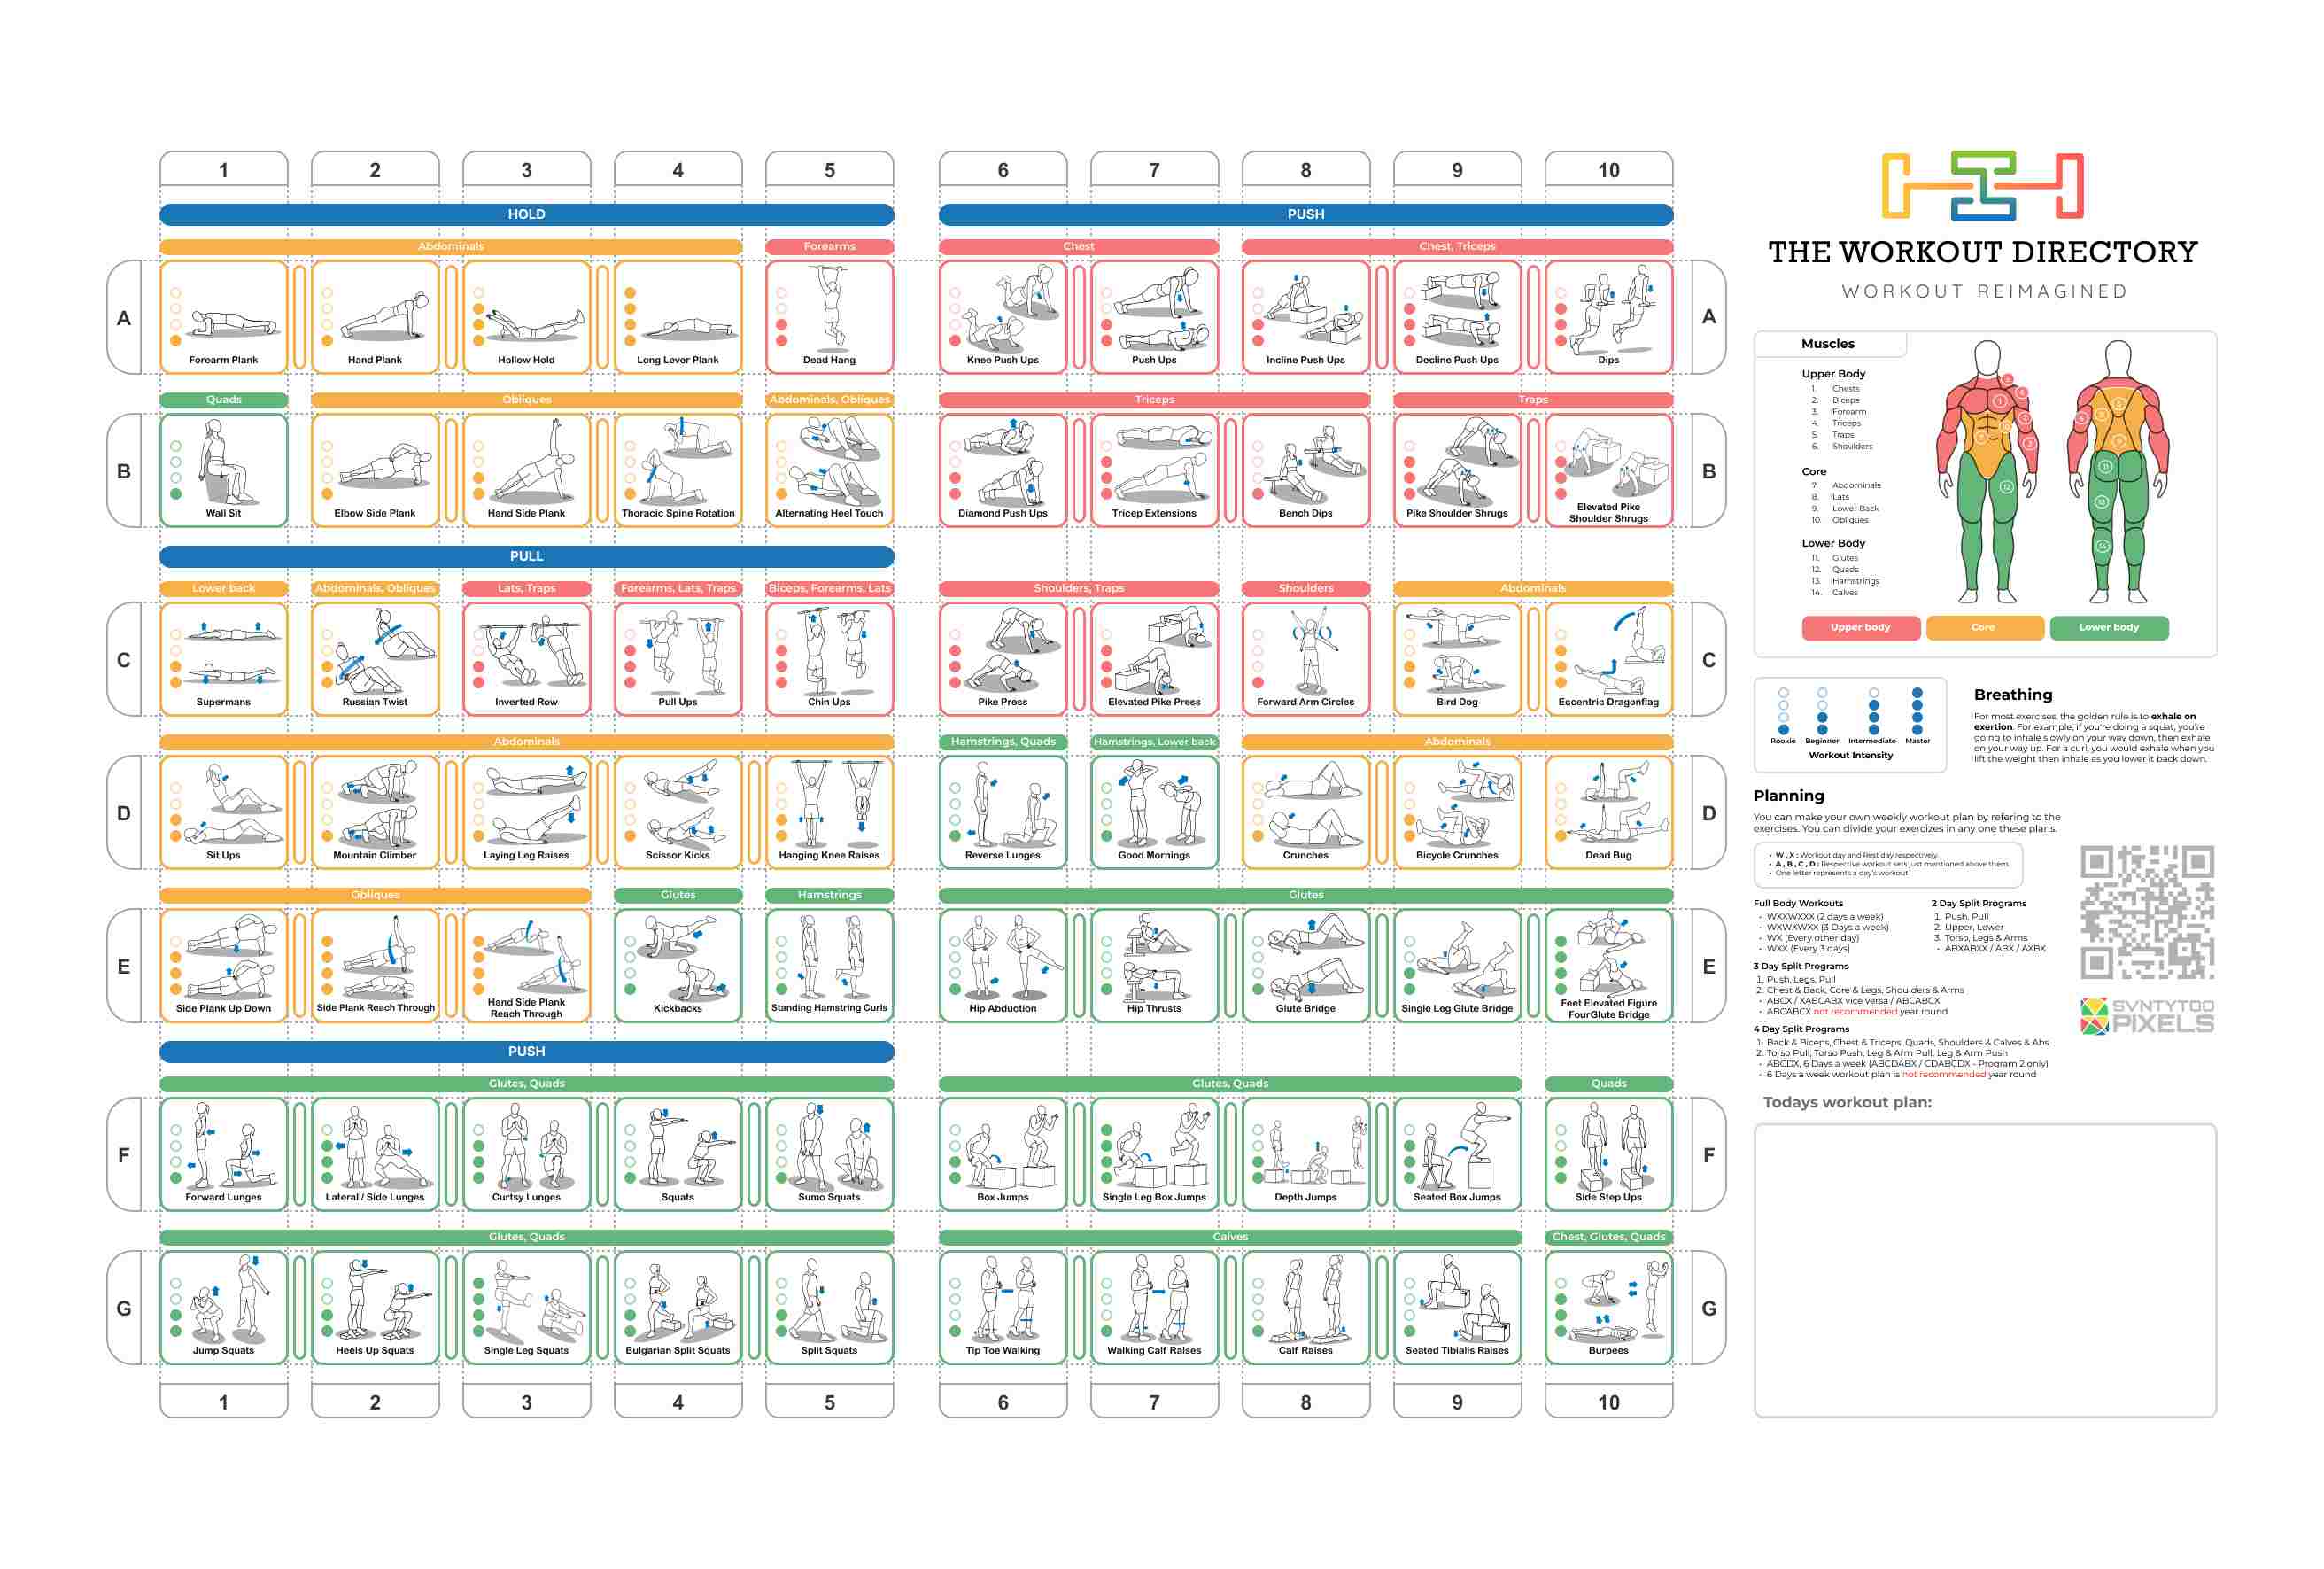 1 2 3 4 5 6 7 8 9 10
HOLD PUSH
Abdominals Forearms Chest Chest, Triceps
A Forearm Plank Hand Plank Hollow Hold Long Lever Plank Dead Hang Knee Push Ups Push Ups Incline Push Ups Decline Push Ups Dips A
Quads Obliques Abdominals, Obliques Triceps Traps
B Wall Sit Elbow Side Plank Hand Side Plank Thoracic Spine Rotation Alternating Heel Touch Diamond Push Ups Tricep Extensions Bench Dips Pike Shoulder Shrugs Elevated Pike Shoulder Shrugs B
PULL
Lower back Abdominals, Obliques Lats, Traps Forearms, Lats, Traps Biceps, Forearms, Lats Shoulders, Traps Shoulders Abdominals
C Supermans Russian Twist Inverted Row Pull Ups Chin Ups Pike Press Elevated Pike Press Forward Arm Circles Bird Dog Eccentric Dragonflag C
Abdominals Hamstrings, Quads Hamstrings, Lower back Abdominals
D Sit Ups Mountain Climber Laying Leg Raises Scissor Kicks Hanging Knee Raises Reverse Lunges Good Mornings Crunches Bicycle Crunches Dead Bug D
Obliques Glutes Hamstrings Glutes
E Side Plank Up Down Side Plank Reach Through Hand Side Plank Reach Through Kickbacks Standing Hamstring Curls Hip Abduction Hip Thrusts Glute Bridge Single Leg Glute Bridge Feet Elevated Figure FourGlute Bridge E
PUSH
Glutes, Quads Glutes, Quads Quads
F Forward Lunges Lateral / Side Lunges Curtsy Lunges Squats Sumo Squats Box Jumps Single Leg Box Jumps Depth Jumps Seated Box Jumps Side Step Ups F
Glutes, Quads Calves Chest, Glutes, Quads
G Jump Squats Heels Up Squats Single Leg Squats Bulgarian Split Squats Split Squats Tip Toe Walking Walking Calf Raises Calf Raises Seated Tibialis Raises Burpees G
1 2 3 4 5 6 7 8 9 10
THE WORKOUT DIRECTORY
WORKOUT REIMAGINED
Muscles
Upper Body
1. Chests
2. Biceps
3. Forearm
4. Triceps
5. Traps
6. Shoulders
Core
7. Abdominals
8. Lats
9. Lower Back
10. Obliques
Lower Body
11. Glutes
12. Quads
13. Hamstrings
14. Calves
Upper body Core Lower body
Rookie Beginner Intermediate Master
Workout Intensity
Breathing
For most exercises, the golden rule is to exhale on
exertion. For example, if you're doing a squat, you're
going to inhale slowly on your way down, then exhale
on your way up. For a curl, you would exhale when you
lift the weight then inhale as you lower it back down.
Planning
You can make your own weekly workout plan by refering to the
exercises. You can divide your exercizes in any one these plans.
• W , X : Workout day and Rest day respectively.
• A , B , C , D : Respective workout sets just mentioned above them.
• One letter represents a day's workout
Full Body Workouts
• WXXWXXX (2 days a week)
• WXWXWXX (3 Days a week)
• WX (Every other day)
• WXX (Every 3 days)
2 Day Split Programs
1. Push, Pull
2. Upper, Lower
3. Torso, Legs & Arms
• ABXABXX / ABX / AXBX
3 Day Split Programs
1. Push, Legs, Pull
2. Chest & Back, Core & Legs, Shoulders & Arms
• ABCX / XABCABX vice versa / ABCABCX
• ABCABCX not recommended year round
4 Day Split Programs
1. Back & Biceps, Chest & Triceps, Quads, Shoulders & Calves & Abs
2. Torso Pull, Torso Push, Leg & Arm Pull, Leg & Arm Push
• ABCDX, 6 Days a week (ABCDABX / CDABCDX - Program 2 only)
• 6 Days a week workout plan is not recommended year round
SVNTYTOO
PIXELS
Todays workout plan: